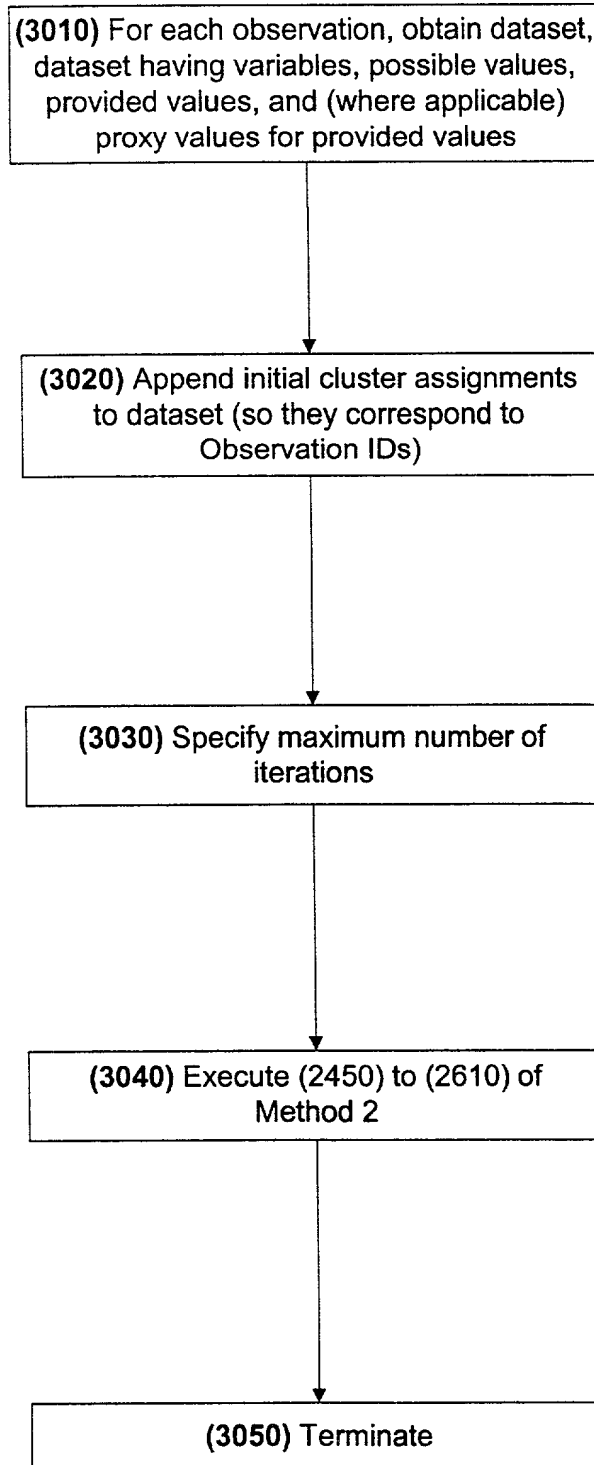 (3010) For each observation, obtain dataset,
dataset having variables, possible values,
provided values, and (where applicable)
proxy values for provided values
(3020) Append initial cluster assignments
to dataset (so they correspond to
Observation IDs)
(3030) Specify maximum number of
iterations
(3040) Execute (2450) to (2610) of
Method 2
(3050) Terminate